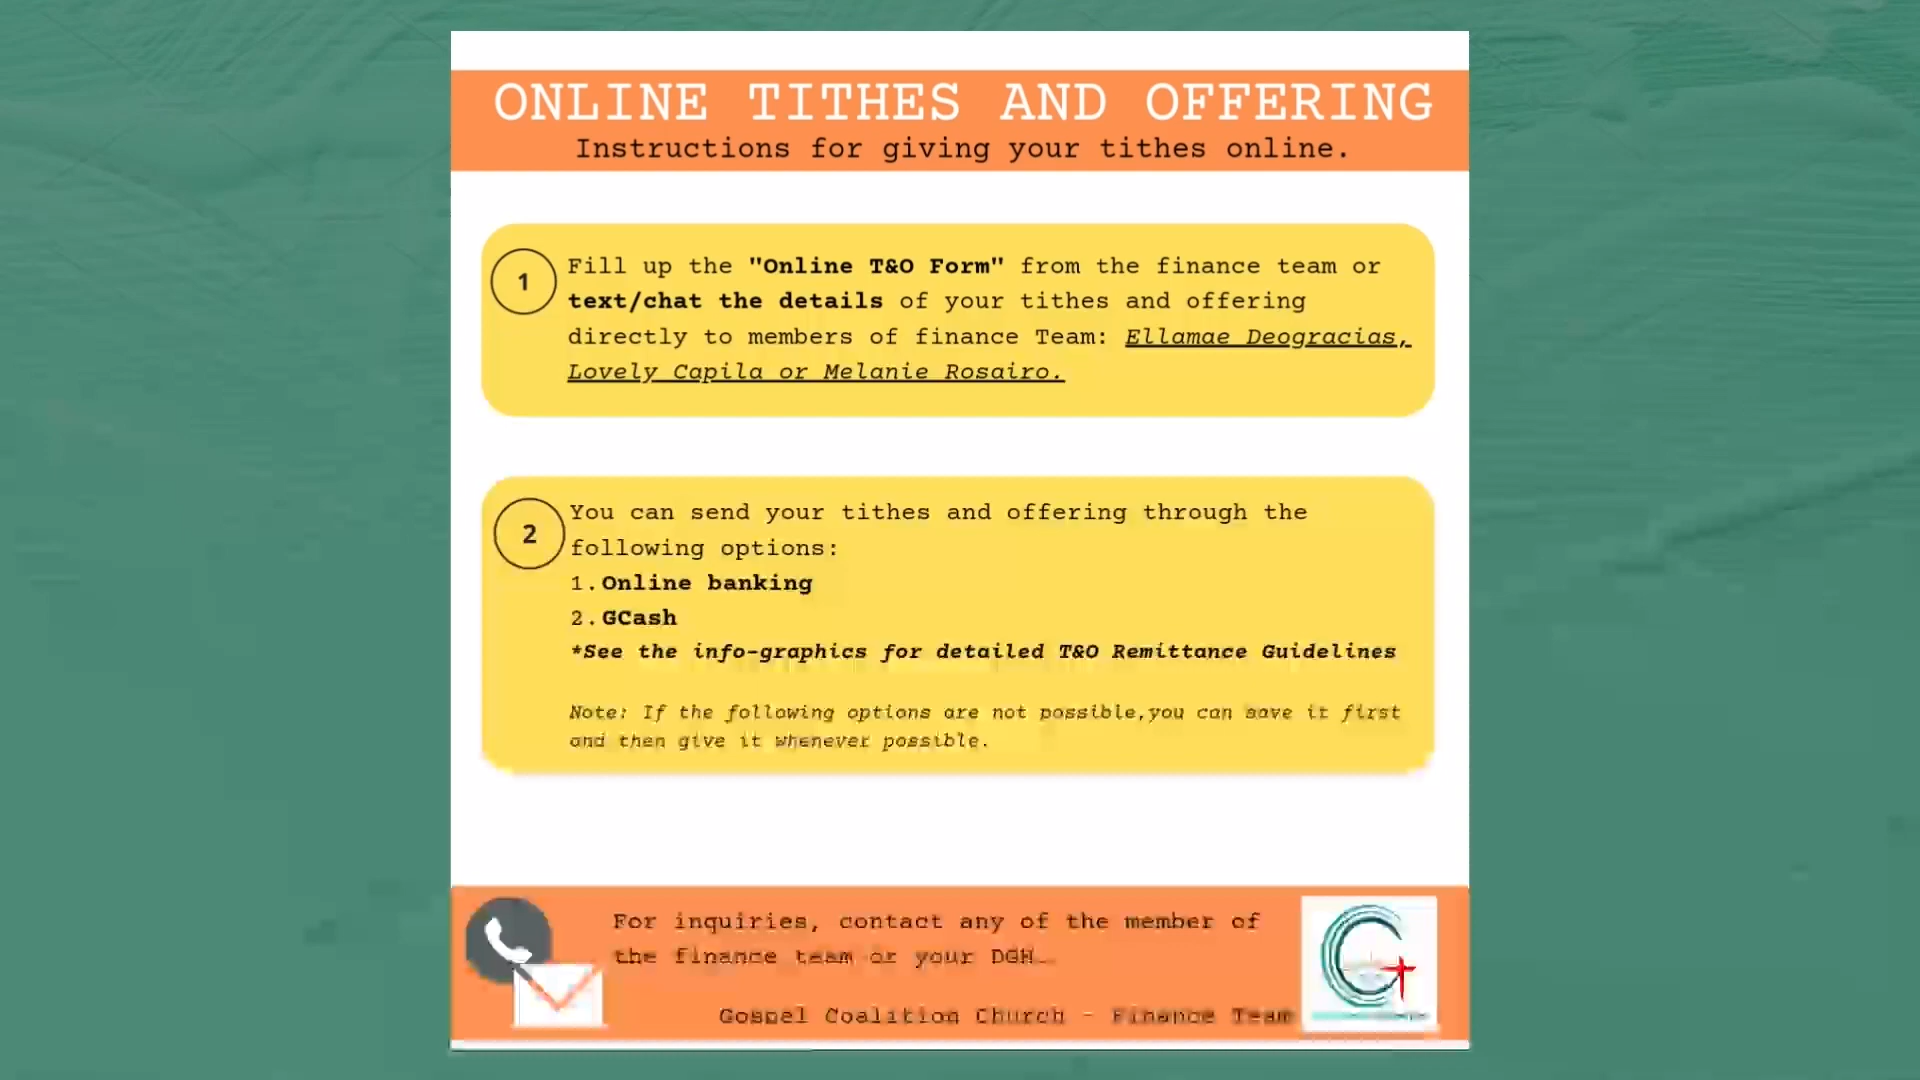 ONLINE TITHES AND OFFERING
Instructions for giving your tithes online.
1
Fill up the "Online T&O Form" from the finance team or
text/chat the details of your tithes and offering
directly to members of finance Team: Ellamae Deogracias,
Lovely Capila or Melanie Rosairo.
2
You can send your tithes and offering through the
following options:
1. Online banking
2. GCash
*See the info-graphics for detailed T&O Remittance Guidelines
Note: If the following options are not possible,you can save it first
and then give it whenever possible.
For inquiries, contact any of the member of
the finance team or your DGH…
Gospel Coalition Church - Finance Team